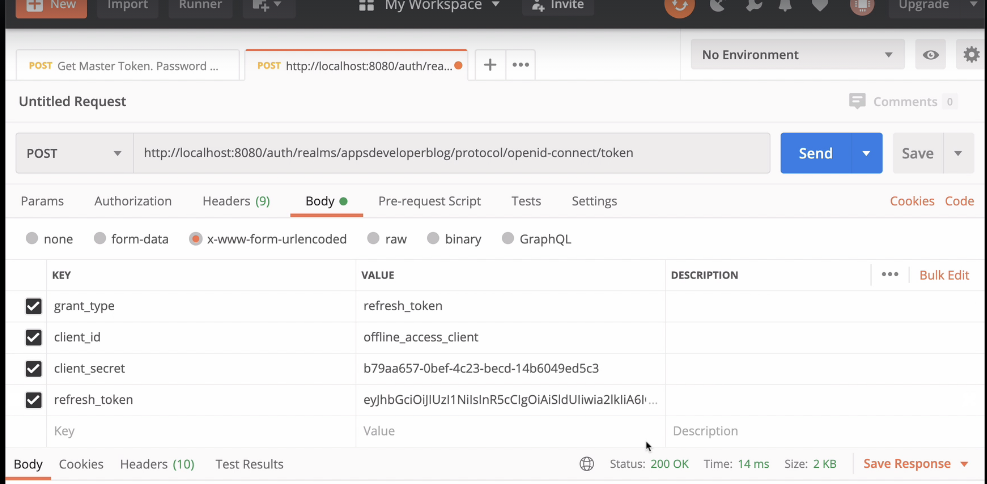 New Import Runner My Workspace Invite Upgrade
POST Get Master Token. Password ... POST http://localhost:8080/auth/rea... + ••• No Environment
Untitled Request Comments 0
POST http://localhost:8080/auth/realms/appsdeveloperblog/protocol/openid-connect/token Send Save
Params Authorization Headers (9) Body Pre-request Script Tests Settings Cookies Code
none form-data x-www-form-urlencoded raw binary GraphQL
KEY VALUE DESCRIPTION ••• Bulk Edit
grant_type refresh_token
client_id offline_access_client
client_secret b79aa657-0bef-4c23-becd-14b6049ed5c3
refresh_token
Key Value Description
Body Cookies Headers (10) Test Results Status: 200 OK Time: 14 ms Size: 2 KB Save Response